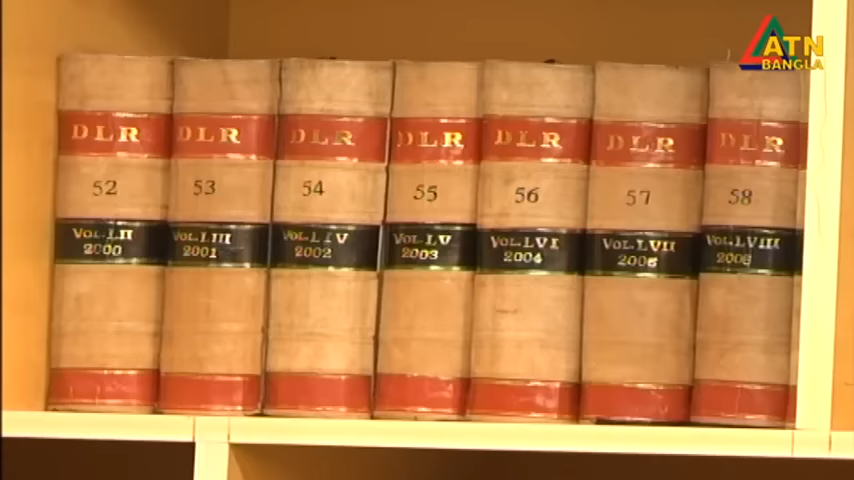 ATN
BANGLA
DLR
52
VOL.LII
2000
DLR
53
VOL.LIII
2001
DLR
54
VOL.LIV
2002
DLR
55
VOL.LV
2003
DLR
56
VOL.LVI
2004
DLR
57
VOL.LVII
DLR
58
VOL.LVIII